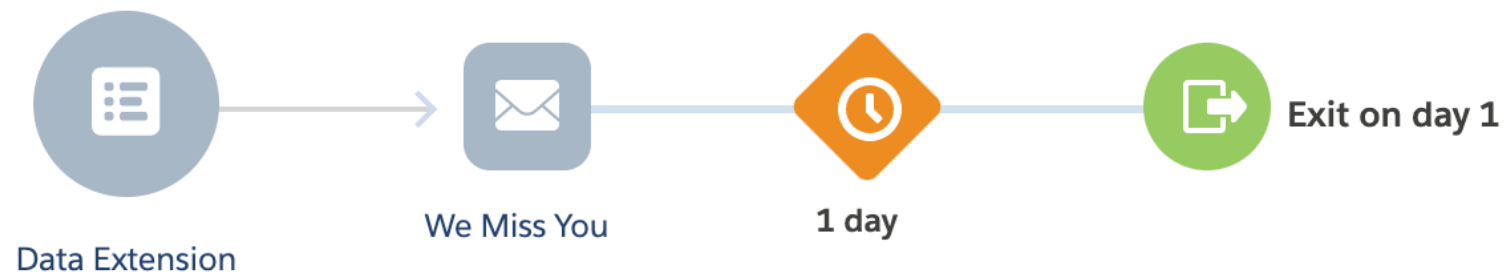 Data Extension
We Miss You
1 day
Exit on day 1